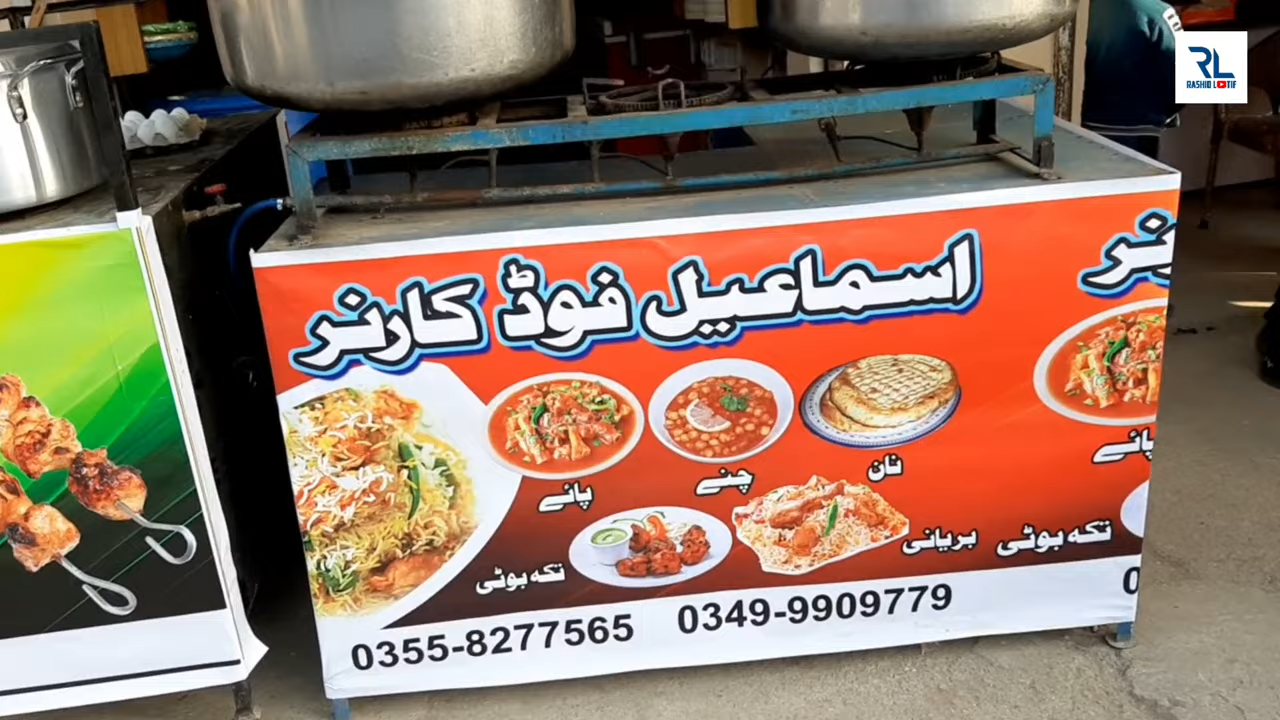 RL
RASHID LATIF
اسماعیل فوڈ کارنر
نان
چنے
پائے
پائے
بریانی
تکہ بوٹی
تکہ بوٹی
0355-8277565
0349-9909779